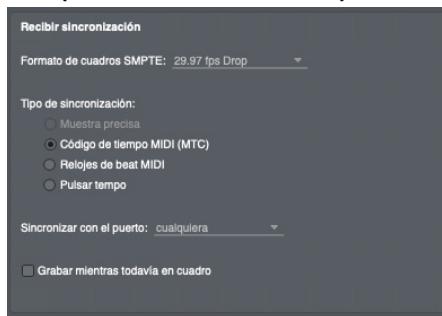 Recibir sincronización
Formato de cuadros SMPTE: 29.97 fps Drop
Tipo de sincronización:
Muestra precisa
Código de tiempo MIDI (MTC)
Relojes de beat MIDI
Pulsar tempo
Sincronizar con el puerto: cualquiera
Grabar mientras todavía en cuadro